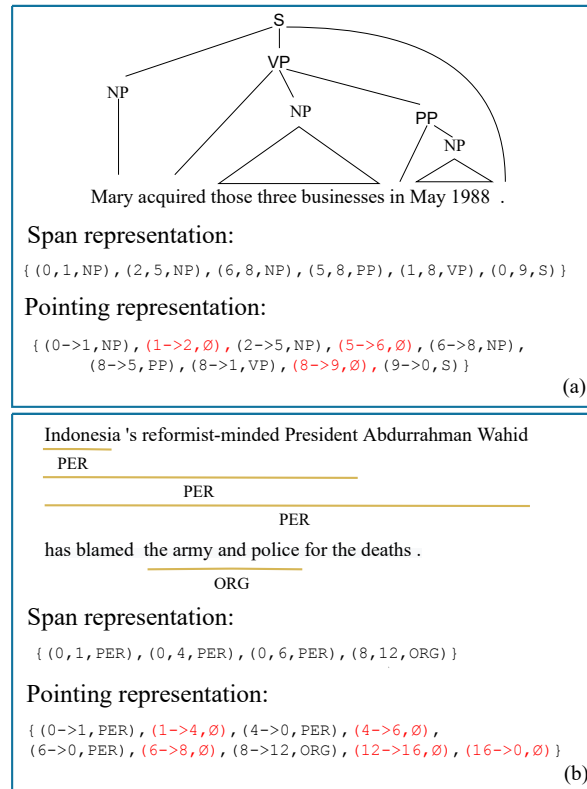 S
VP
NP
NP
PP
NP
Mary acquired those three businesses in May 1988 .
Span representation:
{(0,1,NP),(2,5,NP),(6,8,NP),(5,8,PP),(1,8,VP),(0,9,S)}
Pointing representation:
{(0->1,NP),(1->2,Ø),(2->5,NP),(5->6,Ø),(6->8,NP),
(8->5,PP),(8->1,VP),(8->9,Ø),(9->0,S)}
(a)
Indonesia 's reformist-minded President Abdurrahman Wahid
PER
PER
PER
has blamed the army and police for the deaths .
ORG
Span representation:
{(0,1,PER),(0,4,PER),(0,6,PER),(8,12,ORG)}
Pointing representation:
{(0->1,PER),(1->4,Ø),(4->0,PER),(4->6,Ø),
(6->0,PER),(6->8,Ø),(8->12,ORG),(12->16,Ø),(16->0,Ø)}
(b)